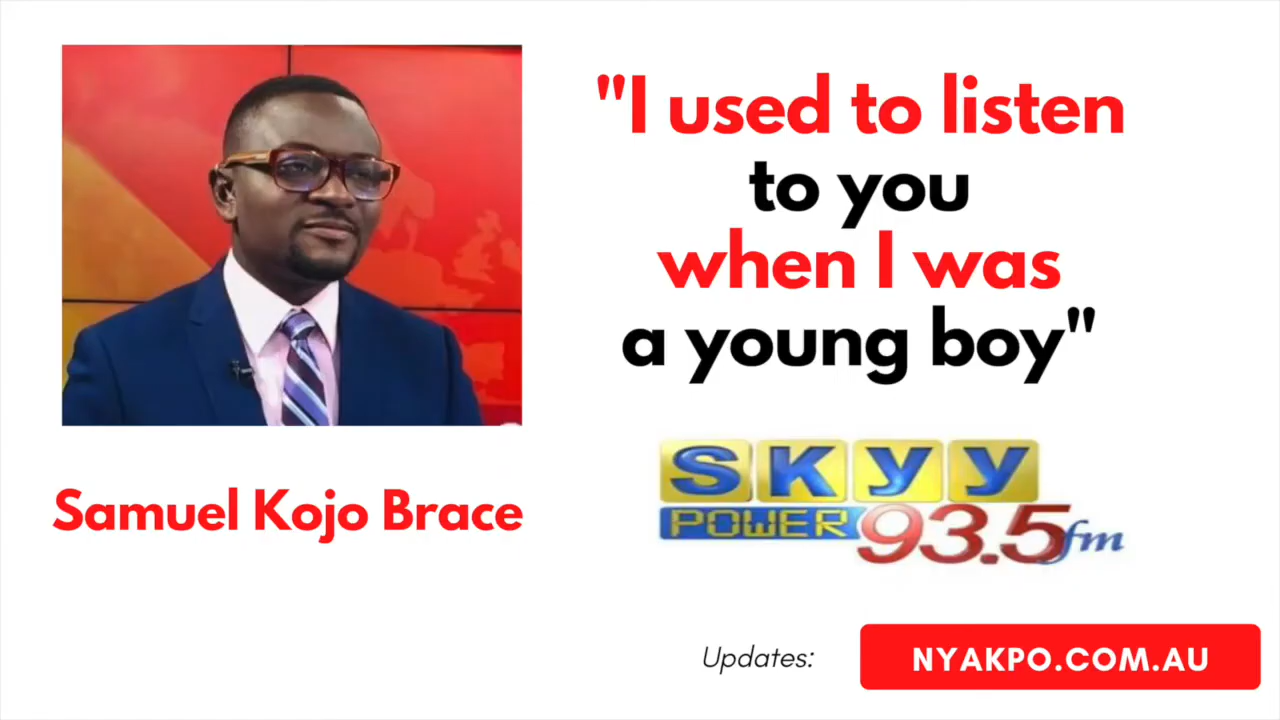 "I used to listen
to you
when I was
a young boy"
SKYY
POWER 93.5fm
Samuel Kojo Brace
Updates: NYAKPO.COM.AU